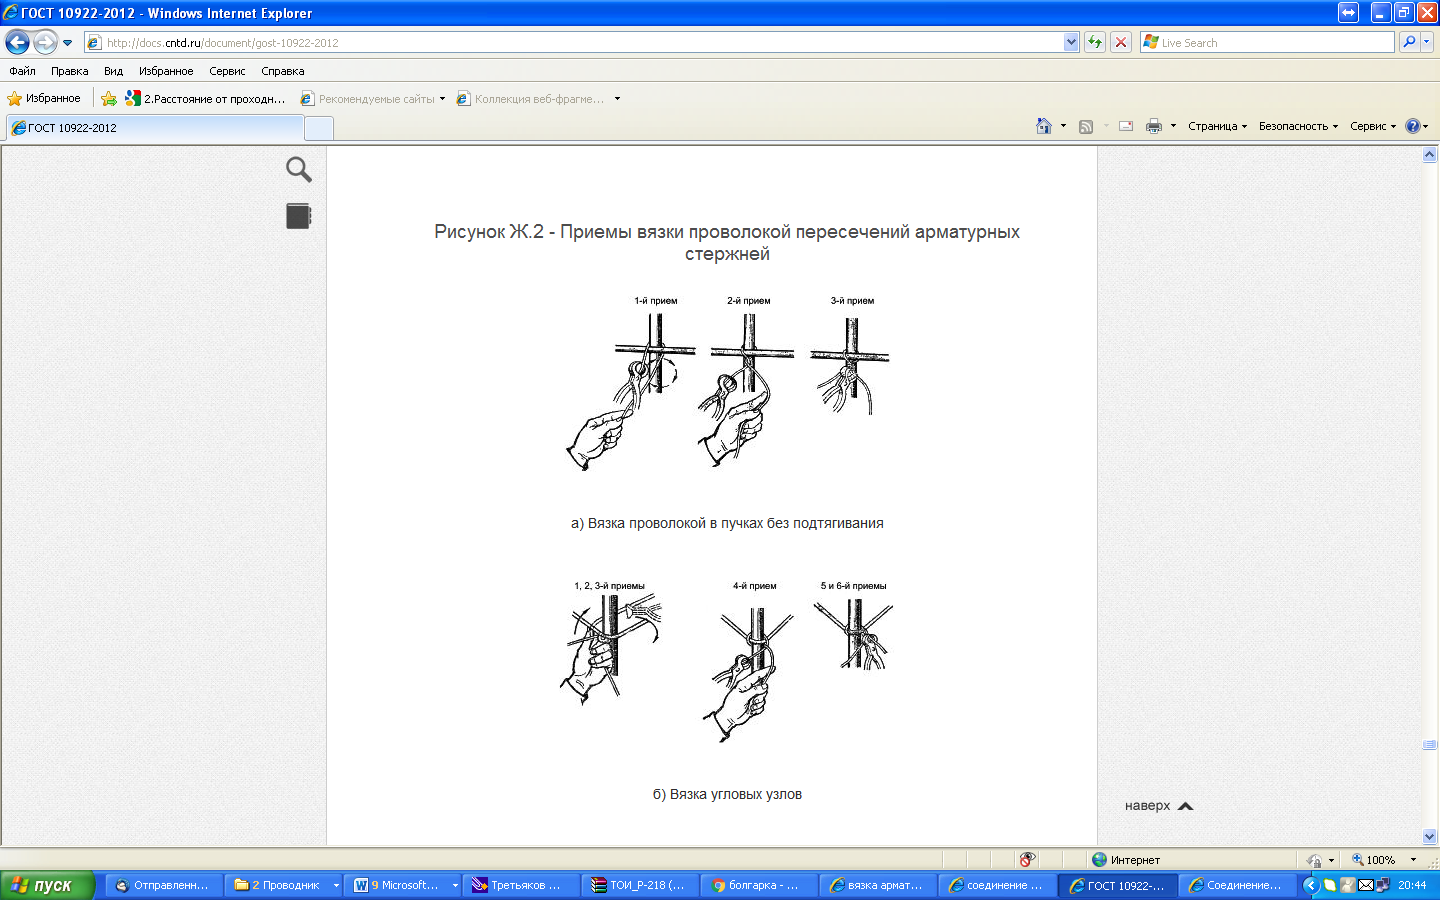 ГОСТ 10922-2012 - Windows Internet Explorer
http://docs.cntd.ru/document/gost-10922-2012
Live Search
Файл Правка Вид Избранное Сервис Справка
Избранное 2.Расстояние от проходн... Рекомендуемые сайты Коллекция веб-фрагме...
ГОСТ 10922-2012
Страница Безопасность Сервис
Рисунок Ж.2 - Приемы вязки проволокой пересечений арматурных
стержней
1-й прием 2-й прием 3-й прием
а) Вязка проволокой в пучках без подтягивания
1, 2, 3-й приемы 4-й прием 5 и 6-й приемы
б) Вязка угловых узлов
наверх
Интернет 100%
пуск Отправленн... 2 Проводник 9 Microsoft... Третьяков ... ТОИ_Р-218 (... болгарка - ... вязка армат... соединение ... ГОСТ 10922-... Соединение... 20:44